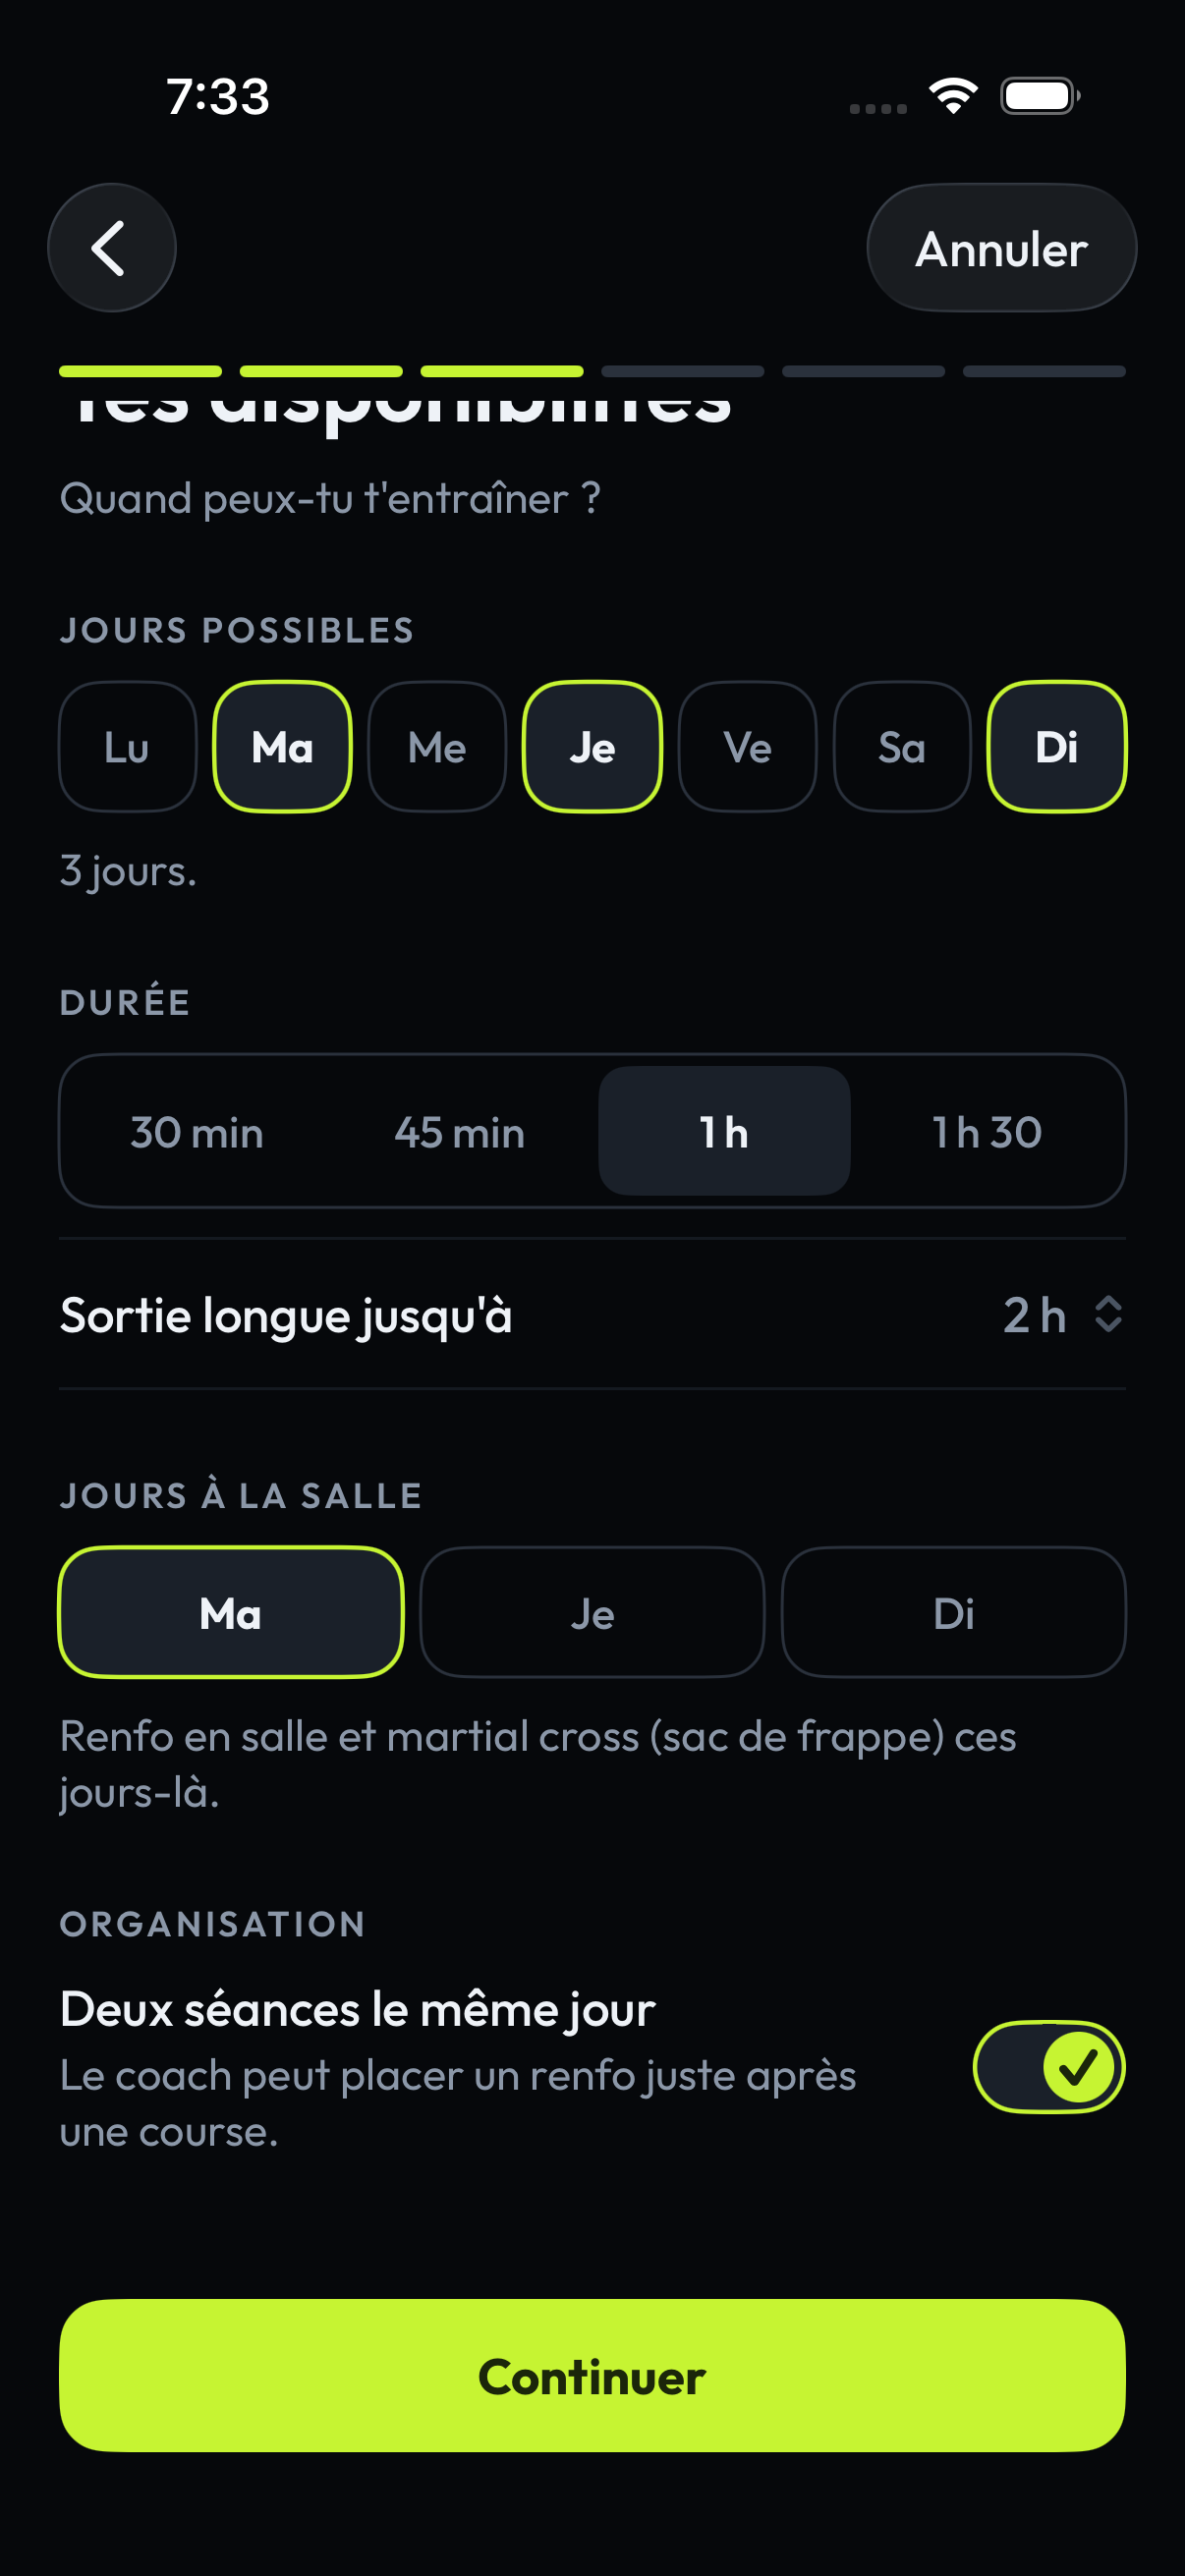 7:33
Annuler
Tes disponibilités
Quand peux-tu t'entraîner ?
JOURS POSSIBLES
Lu Ma Me Je Ve Sa Di
3 jours.
DURÉE
30 min 45 min 1 h 1 h 30
Sortie longue jusqu'à 2 h
JOURS À LA SALLE
Ma Je Di
Renfo en salle et martial cross (sac de frappe) ces
jours-là.
ORGANISATION
Deux séances le même jour
Le coach peut placer un renfo juste après
une course.
Continuer